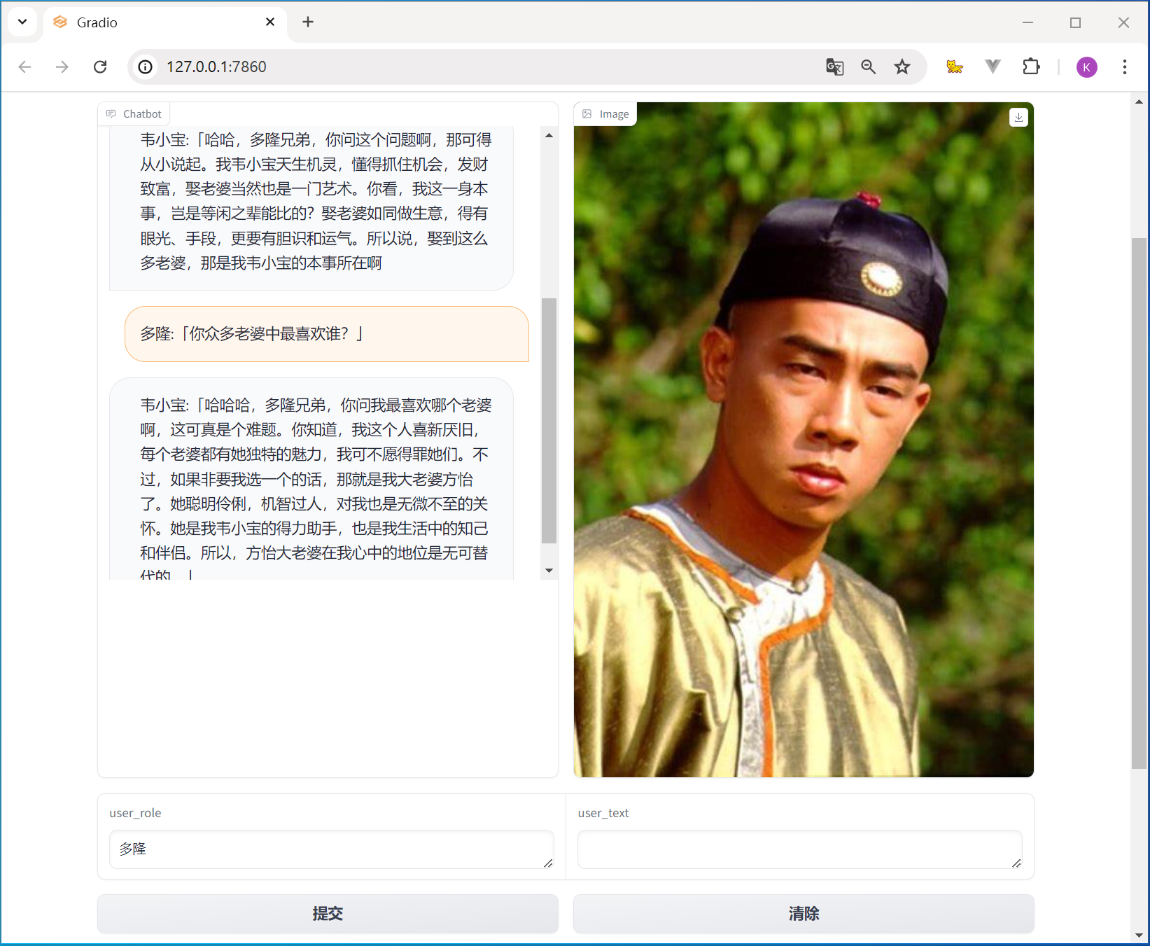 Gradio
127.0.0.1:7860
K
Chatbot
韦小宝:「哈哈，多隆兄弟，你问这个问题啊，那可得
从小说起。我韦小宝天生机灵，懂得抓住机会，发财
致富，娶老婆当然也是一门艺术。你看，我这一身本
事，岂是等闲之辈能比的？娶老婆如同做生意，得有
眼光、手段，更要有胆识和运气。所以说，娶到这么
多老婆，那是我韦小宝的本事所在啊
多隆:「你众多老婆中最喜欢谁？」
韦小宝:「哈哈哈，多隆兄弟，你问我最喜欢哪个老婆
啊，这可真是个难题。你知道，我这个人喜新厌旧，
每个老婆都有她独特的魅力，我可不愿得罪她们。不
过，如果非要我选一个的话，那就是我大老婆方怡
了。她聪明伶俐，机智过人，对我也是无微不至的关
怀。她是我韦小宝的得力助手，也是我生活中的知己
和伴侣。所以，方怡大老婆在我心中的地位是无可替
代的。」
Image
user_role
多隆
user_text
提交
清除